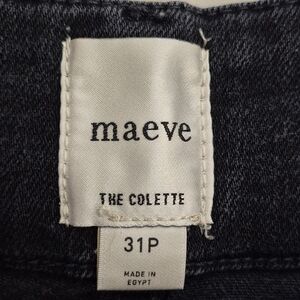 maeve
THE COLETTE
31P
MADE IN
EGYPT